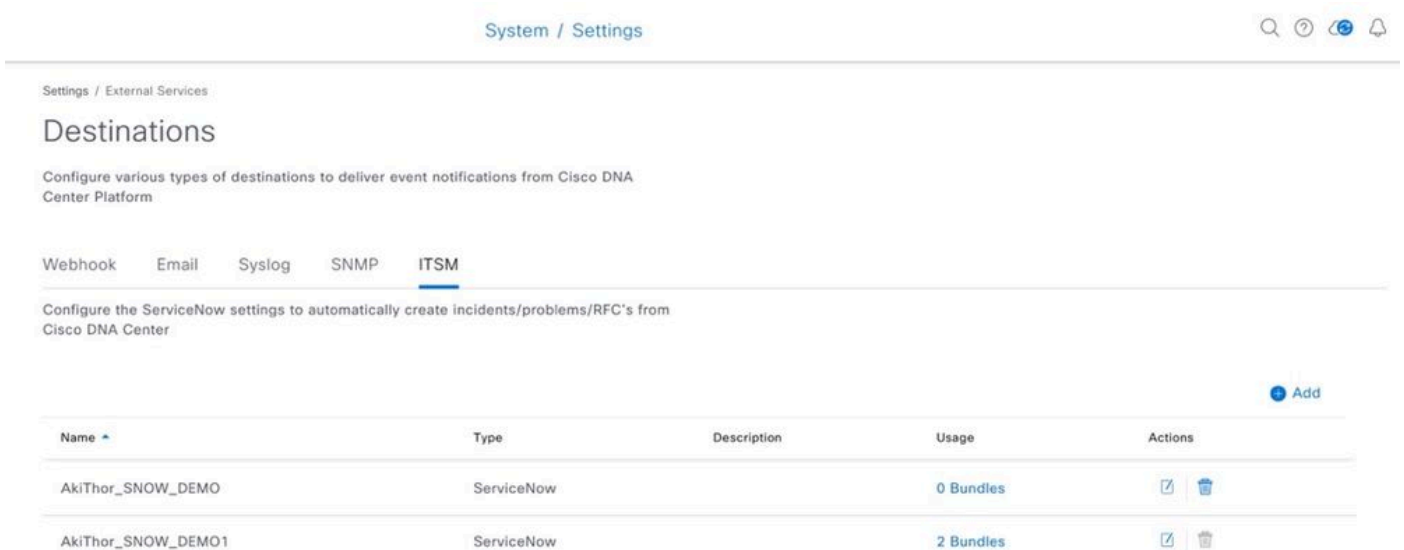 System / Settings
Settings / External Services
Destinations
Configure various types of destinations to deliver event notifications from Cisco DNA
Center Platform
Webhook Email Syslog SNMP ITSM
Configure the ServiceNow settings to automatically create incidents/problems/RFC's from
Cisco DNA Center
Add
Name Type Description Usage Actions
AkiThor_SNOW_DEMO ServiceNow 0 Bundles
AkiThor_SNOW_DEMO1 ServiceNow 2 Bundles